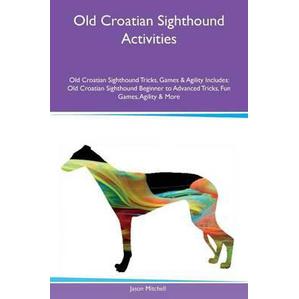 Old Croatian Sighthound
Activities
Old Croatian Sighthound Tricks, Games & Agility Includes:
Old Croatian Sighthound Beginner to Advanced Tricks, Fun
Games, Agility & More
Jason Mitchell